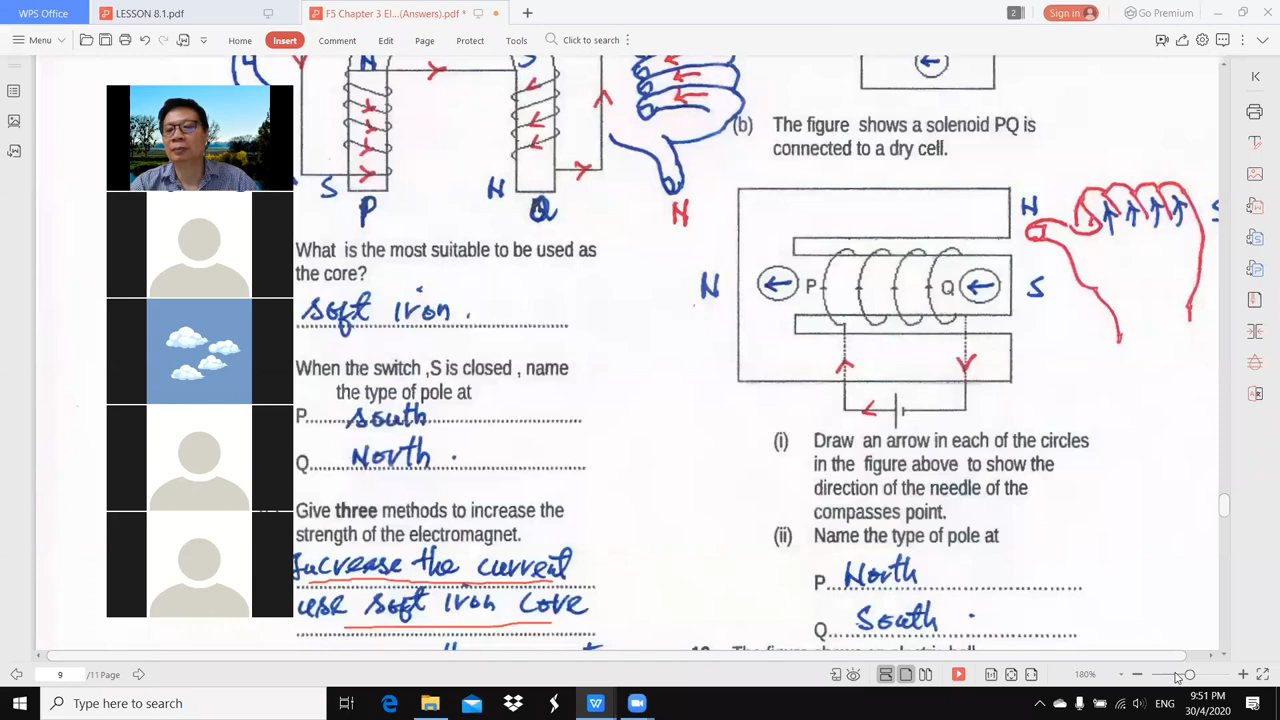 WPS Office
LESSON 8.1.pdf
F5 Chapter 3 El...(Answers).pdf *
2
Sign in
Go Premium
Menu
Home
Insert
Comment
Edit
Page
Protect
Tools
Click to search
N
S
S
P
N
Q
N
What is the most suitable to be used as
the core?
soft iron.
When the switch ,S is closed , name
the type of pole at
P south
Q North .
Give three methods to increase the
strength of the electromagnet.
Increase the current
use soft iron core
(b) The figure shows a solenoid PQ is
connected to a dry cell.
N
N
P
Q
S
(i) Draw an arrow in each of the circles
in the figure above to show the
direction of the needle of the
compasses point.
(ii) Name the type of pole at
P North
Q South .
9 /11 Page
180%
Type here to search
ENG
9:51 PM
30/4/2020